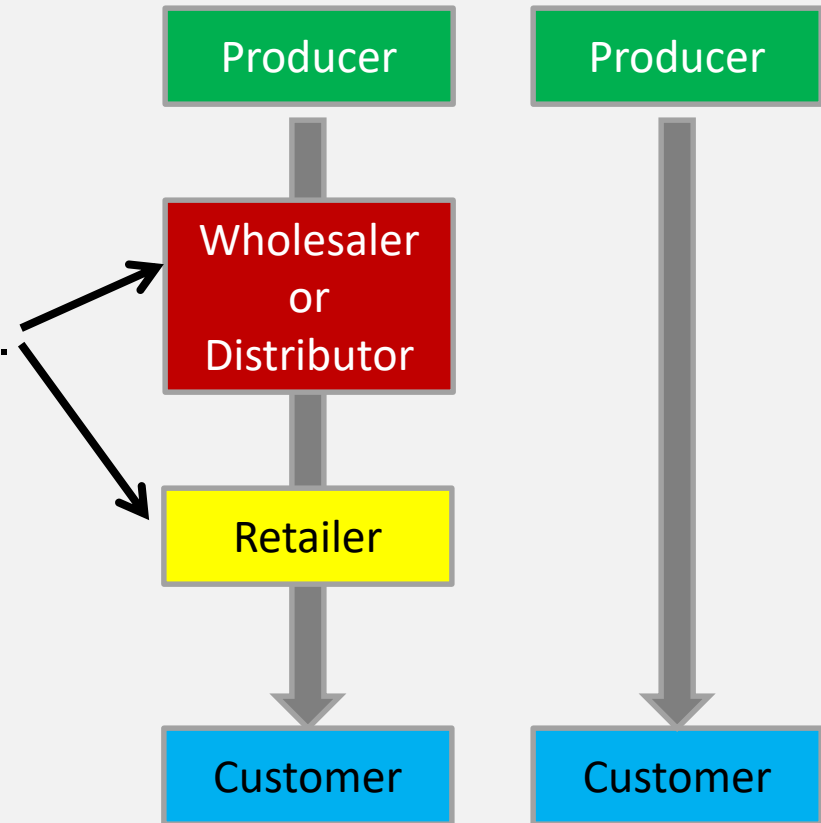 Producer
Producer
Wholesaler
or
Distributor
.
Retailer
Customer
Customer